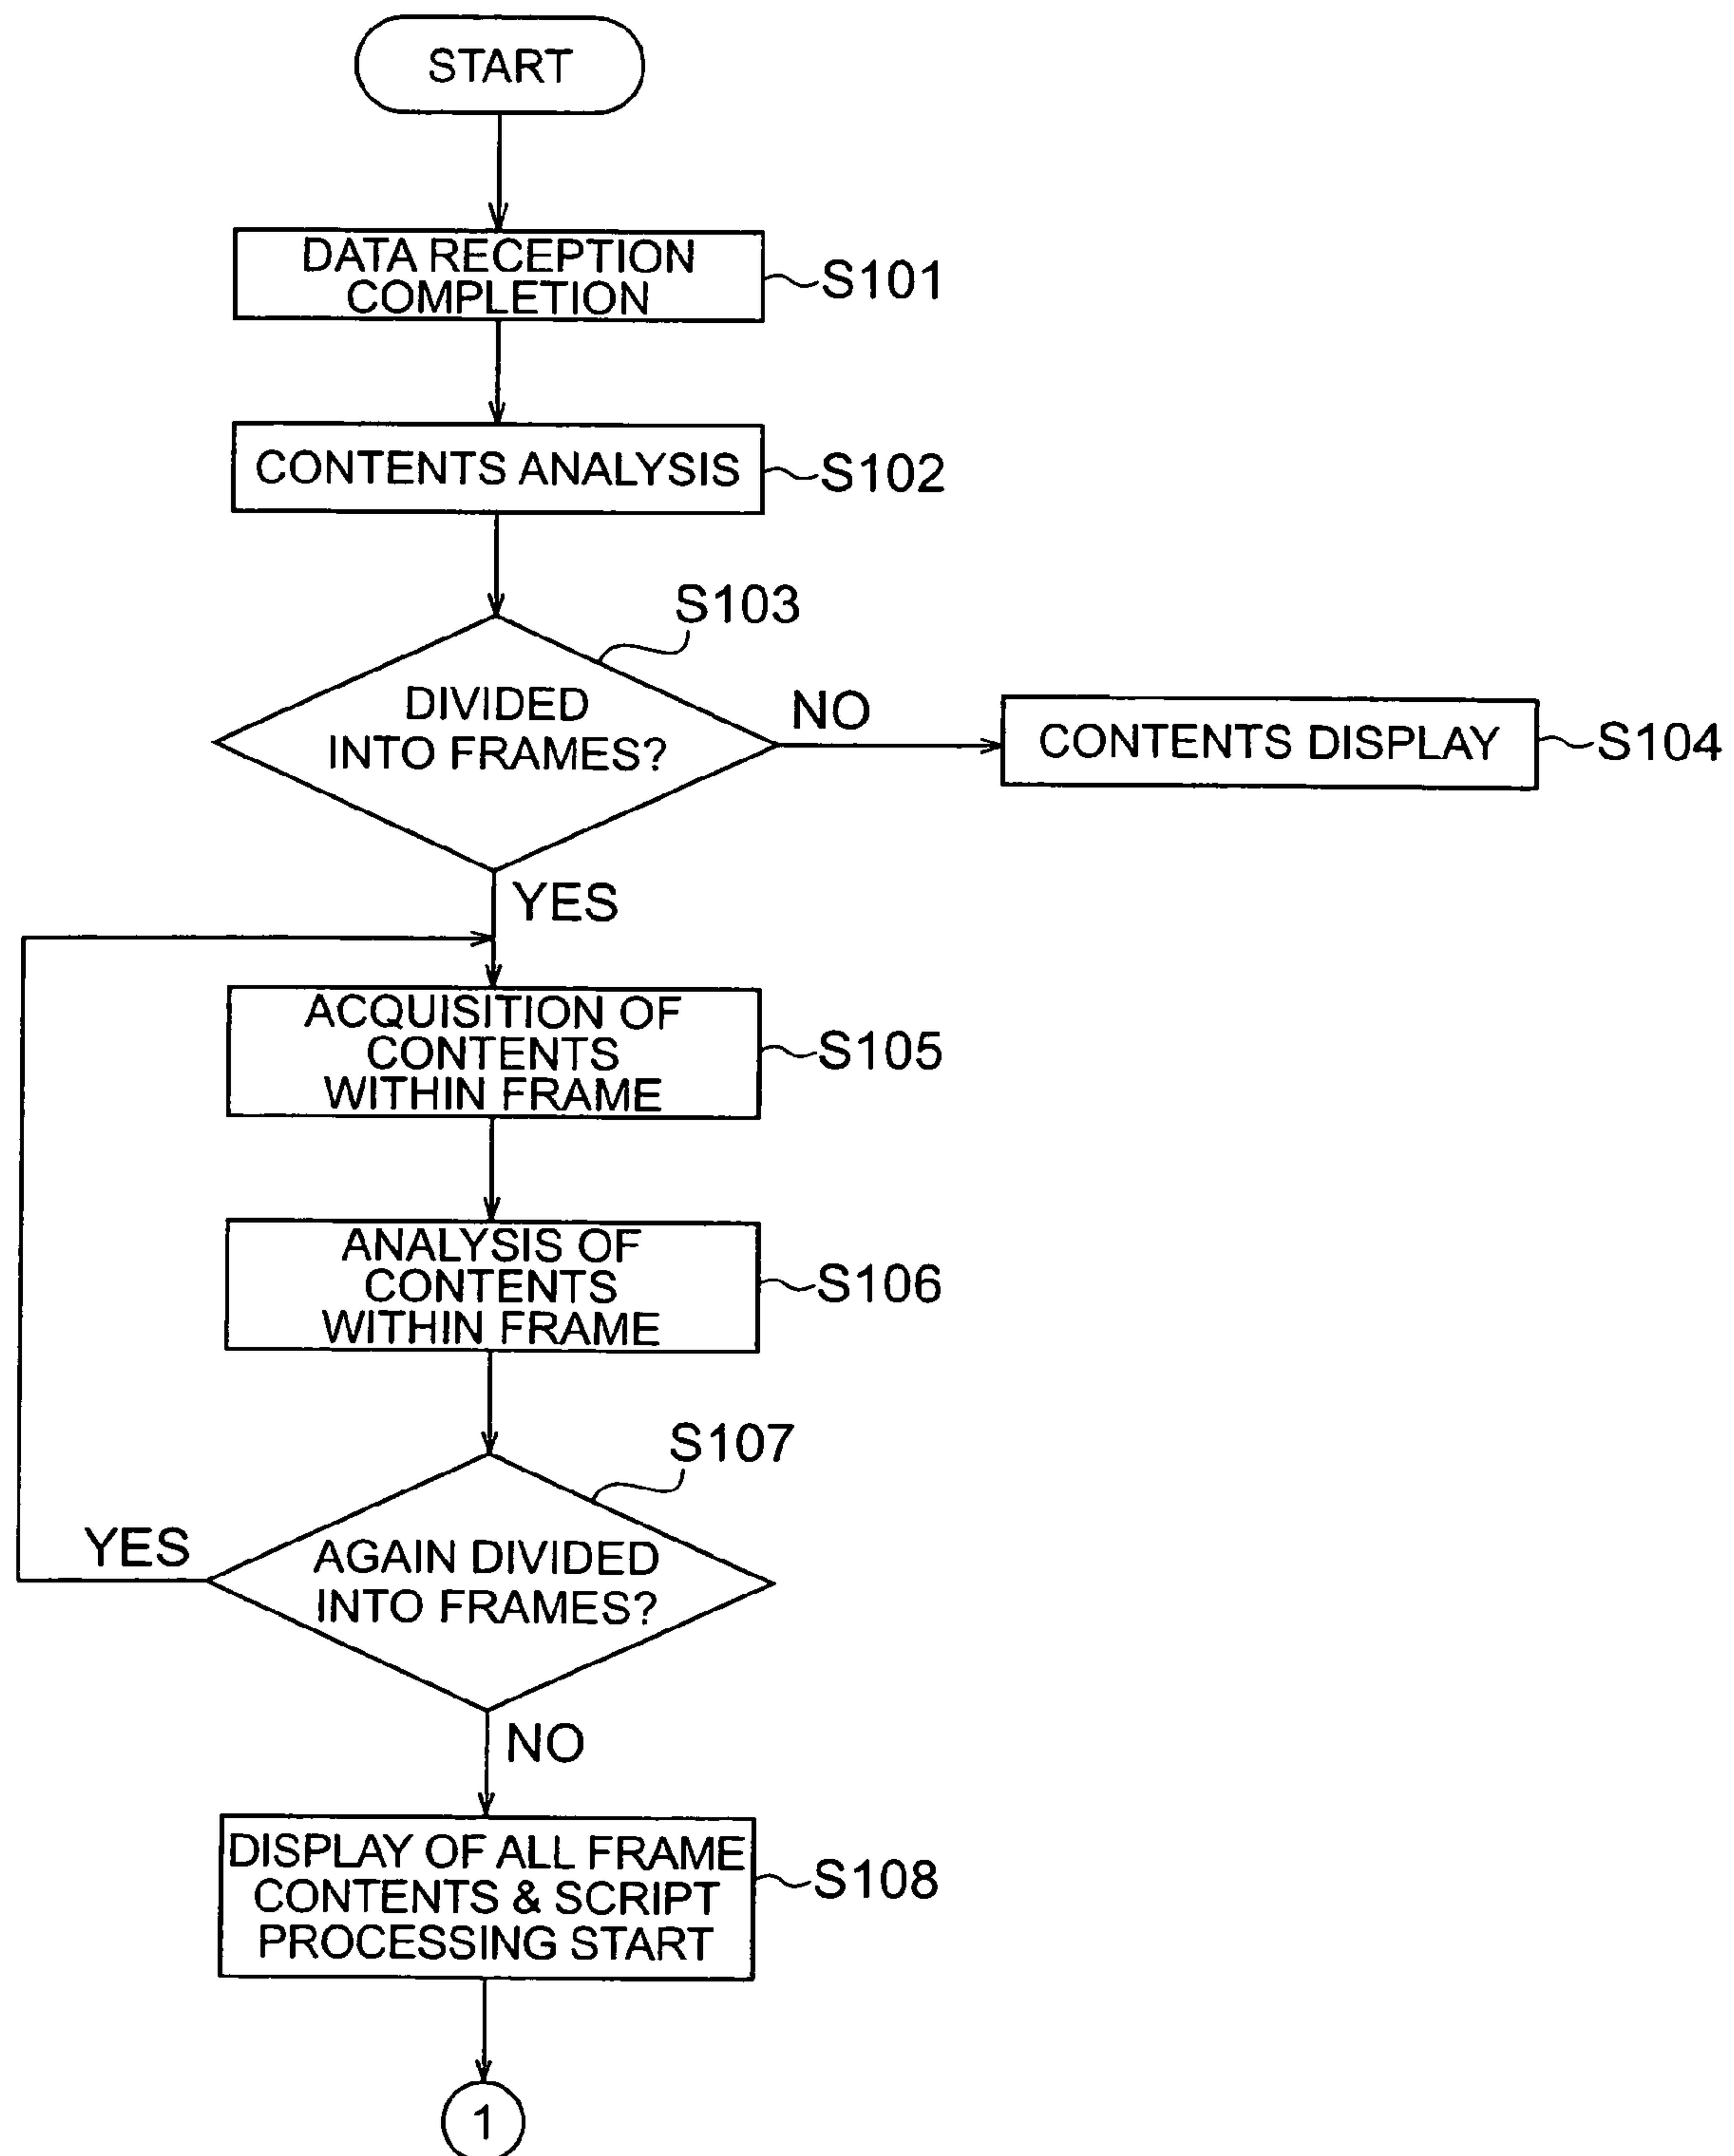 START
DATA RECEPTION
COMPLETION
S101
CONTENTS ANALYSIS
S102
S103
DIVIDED
INTO FRAMES?
NO
CONTENTS DISPLAY
S104
YES
ACQUISITION OF
CONTENTS
WITHIN FRAME
S105
ANALYSIS OF
CONTENTS
WITHIN FRAME
S106
S107
YES
AGAIN DIVIDED
INTO FRAMES?
NO
DISPLAY OF ALL FRAME
CONTENTS & SCRIPT
PROCESSING START
S108
1